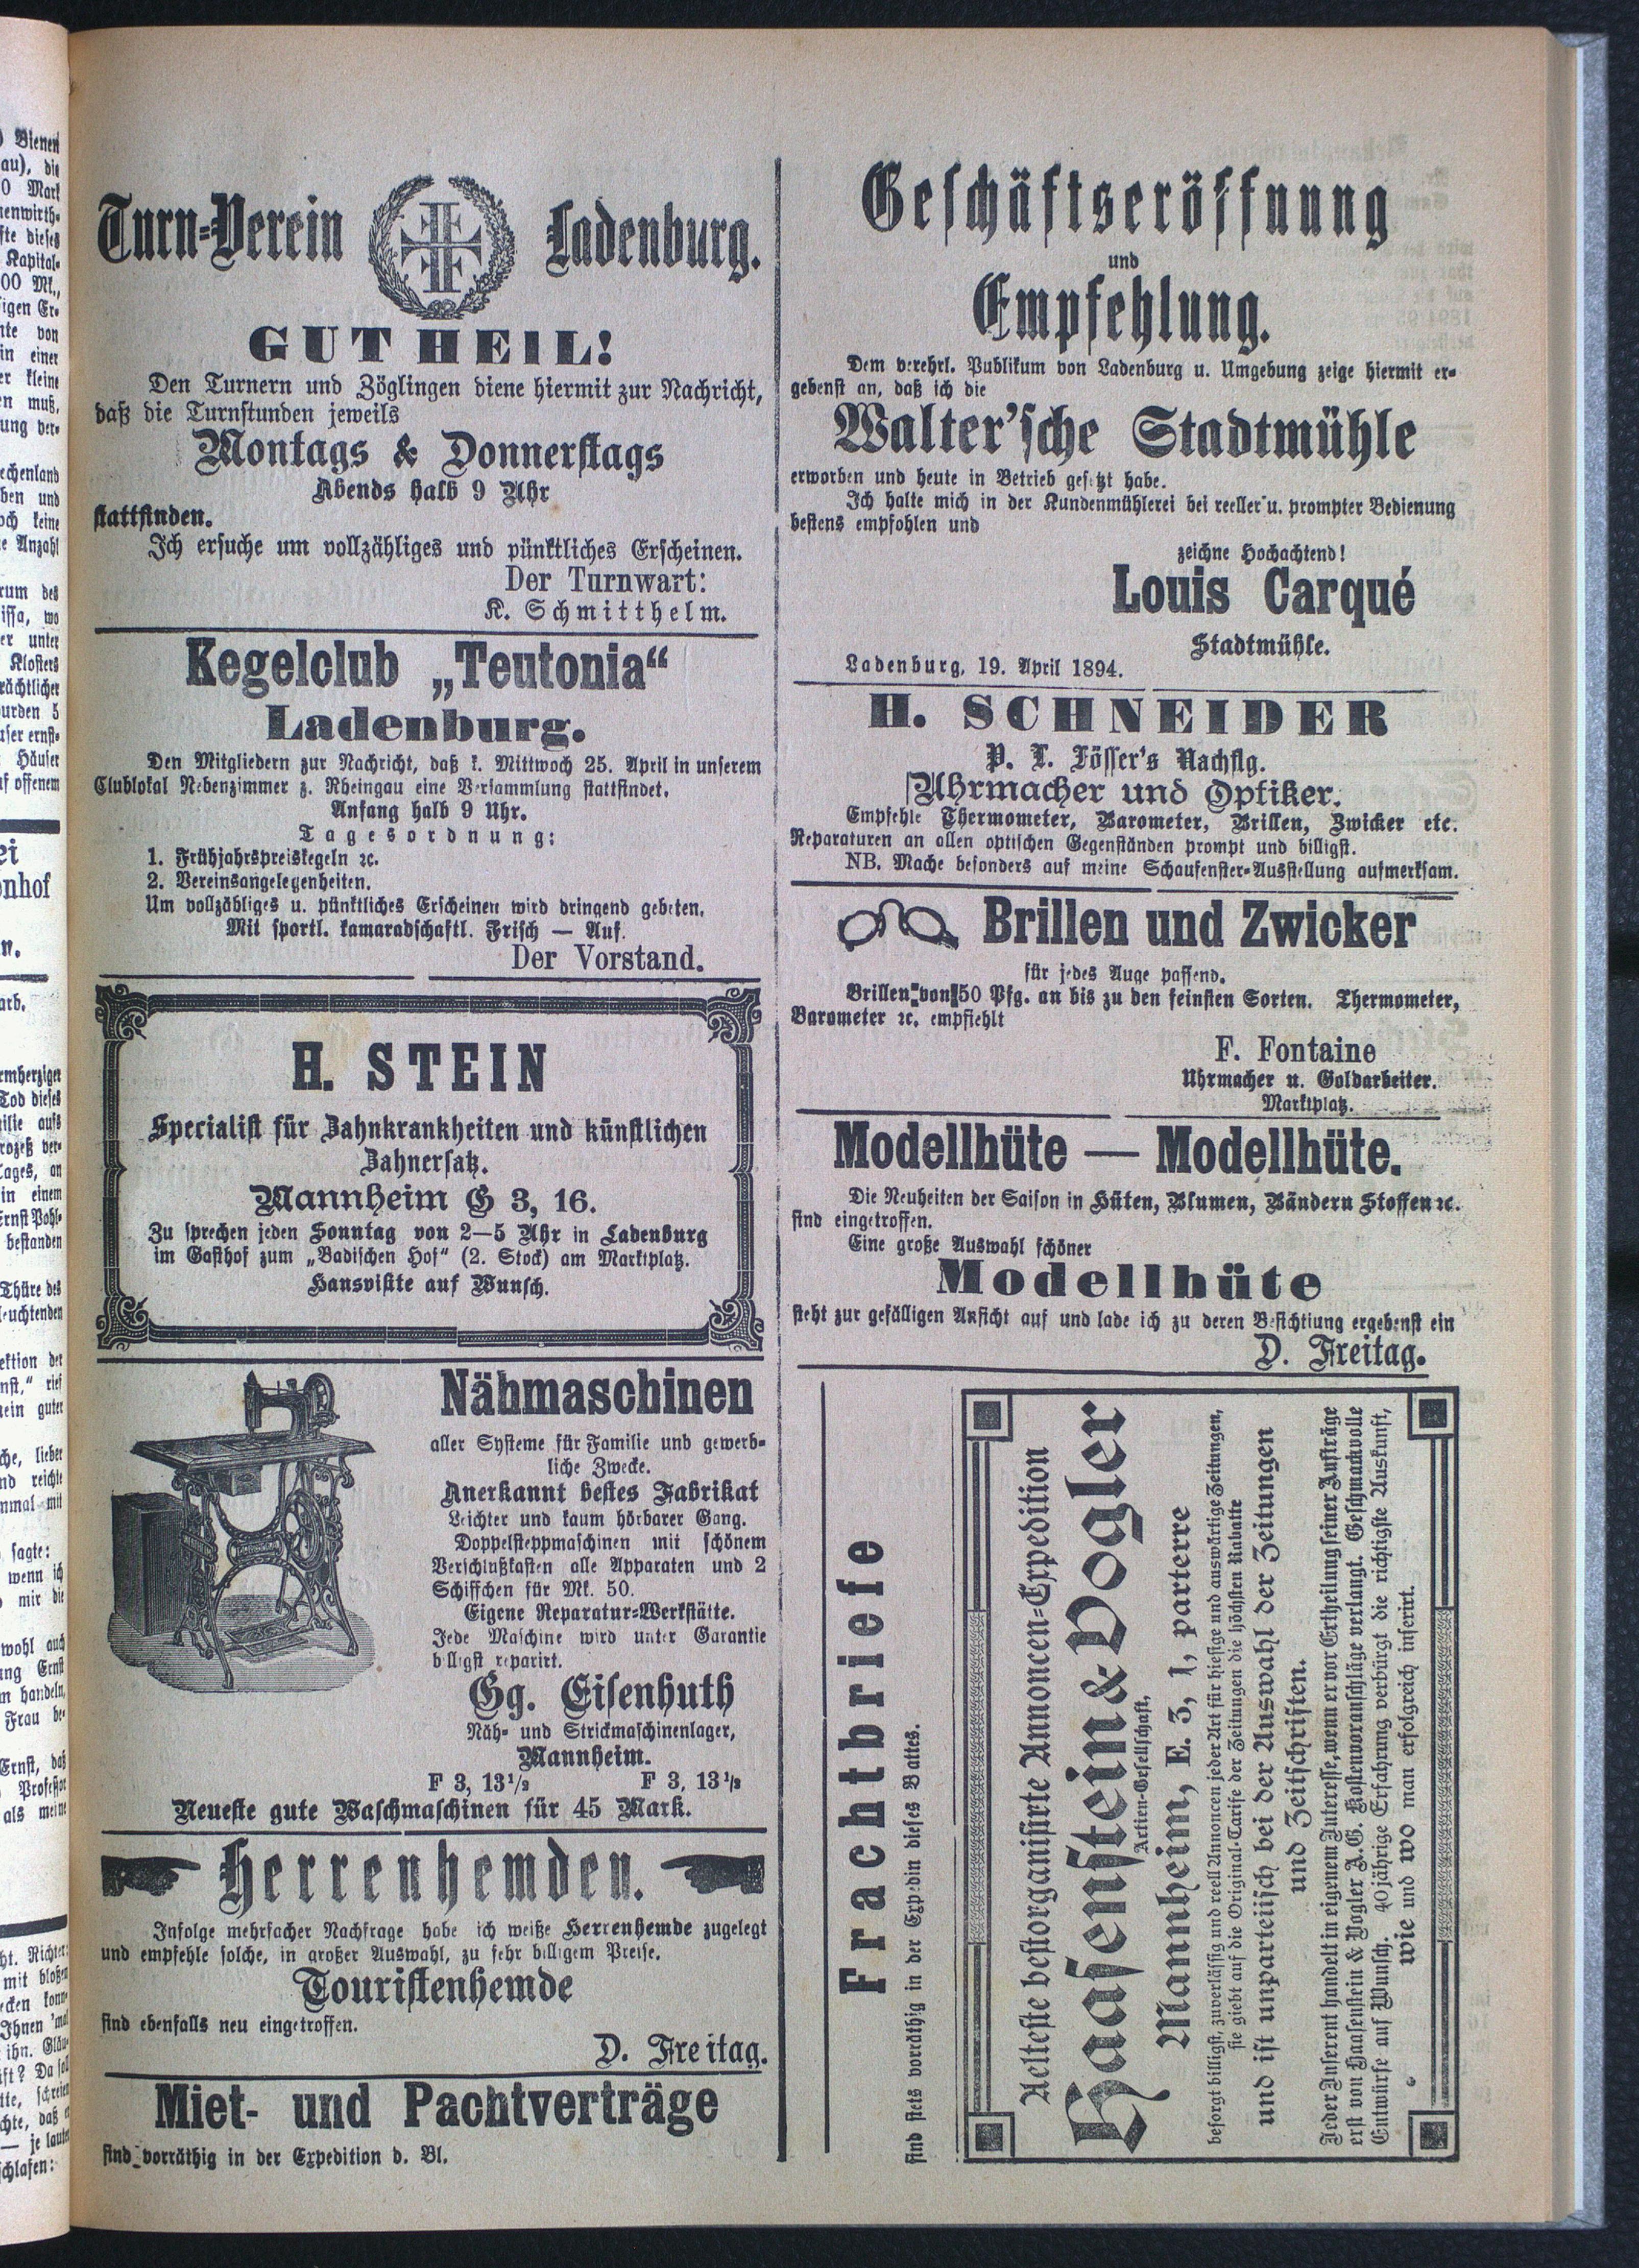 Turn-Verein Ladenburg.
GUT HEIL!
Den Turnern und Zöglingen diene hiermit zur Nachricht,
daß die Turnstunden jeweils
Montags & Donnerstags
Abends halb 9 Uhr
stattfinden.
Ich ersuche um vollzähliges und pünktliches Erscheinen.
Der Turnwart:
K. Schmitthelm.
Kegelclub „Teutonia“
Ladenburg.
Den Mitgliedern zur Nachricht, daß k. Mittwoch 25. April in unserem
Clublokal Nebenzimmer z. Rheingau eine Versammlung stattfindet.
Anfang halb 9 Uhr.
Tagesordnung:
1. Frühjahrspreiskegeln ꝛc.
2. Vereinsangelegenheiten.
Um vollzähliges u. pünktliches Erscheinen wird dringend gebeten.
Mit sportl. kamaradschaftl. Frisch — Auf.
Der Vorstand.
H. STEIN
Specialist für Zahnkrankheiten und künstlichen
Zahnersatz.
Mannheim G 3, 16.
Zu sprechen jeden Sonntag von 2—5 Uhr in Ladenburg
im Gasthof zum „Badischen Hof“ (2. Stock) am Marktplatz.
Hausvisite auf Wunsch.
Nähmaschinen
aller Systeme für Familie und gewerb-
liche Zwecke.
Anerkannt bestes Fabrikat
Leichter und kaum hörbarer Gang.
Doppelsteppmaschinen mit schönem
Verschlußkasten alle Apparaten und 2
Schiffchen für Mk. 50.
Eigene Reparatur-Werkstätte.
Jede Maschine wird unter Garantie
billigst reparirt.
Gg. Eisenhuth
Näh- und Strickmaschinenlager,
Mannheim.
F 3, 13½ F 3, 13½
Neueste gute Waschmaschinen für 45 Mark.
Herrenhemden.
Infolge mehrfacher Nachfrage habe ich weiße Herrenhemde zugelegt
und empfehle solche, in großer Auswahl, zu sehr billigem Preise.
Touristenhemde
sind ebenfalls neu eingetroffen.
D. Freitag.
Miet- und Pachtverträge
sind vorräthig in der Expedition d. Bl.
Geschäftseröffnung
und
Empfehlung.
Dem verehrl. Publikum von Ladenburg u. Umgebung zeige hiermit er-
gebenst an, daß ich die
Walter'sche Stadtmühle
erworben und heute in Betrieb gesetzt habe.
Ich halte mich in der Kundenmühlerei bei reeller u. prompter Bedienung
bestens empfohlen und
zeichne Hochachtend!
Louis Carqué
Stadtmühle.
Ladenburg, 19. April 1894.
H. SCHNEIDER
P. L. Lösser's Nachflg.
Uhrmacher und Optiker.
Empfehle Thermometer, Barometer, Brillen, Zwicker etc.
Reparaturen an allen optischen Gegenständen prompt und billigst.
NB. Mache besonders auf meine Schaufenster-Ausstellung aufmerksam.
Brillen und Zwicker
für jedes Auge passend.
Brillen von 50 Pfg. an bis zu den feinsten Sorten. Thermometer,
Barometer ꝛc. empfiehlt
F. Fontaine
Uhrmacher u. Goldarbeiter.
Marktplatz.
Modellhüte — Modellhüte.
Die Neuheiten der Saison in Hüten, Blumen, Bändern Stoffen ꝛc.
sind eingetroffen.
Eine große Auswahl schöner
Modellhüte
steht zur gefälligen Ansicht auf und lade ich zu deren Besichtiung ergebenst ein
D. Freitag.
Frachtbriefe
sind stets vorräthig in der Expedin dieses Battes.
Aelteste bestorganisirte Annoncen-Expedition
Haasenstein & Vogler
Actien-Gesellschaft,
Mannheim, E. 3, 1, parterre
besorgt billigst, zuverlässig und reell Annoncen jeder Art für hiesige und auswärtige Zeitungen,
sie giebt auf die Original-Tarife der Zeitungen die höchsten Rabatte
und ist unparteiisch bei der Auswahl der Zeitungen
und Zeitschriften.
Jeder Inserent handelt in eigenem Interesse, wenn er vor Ertheilung seiner Aufträge
erst von Haasenstein & Vogler A.G. Kostenvoranschläge verlangt. Geschmackvolle
Entwürfe auf Wunsch. 40jährige Erfahrung verbürgt die richtigste Auskunft,
wie und wo man erfolgreich inserirt.